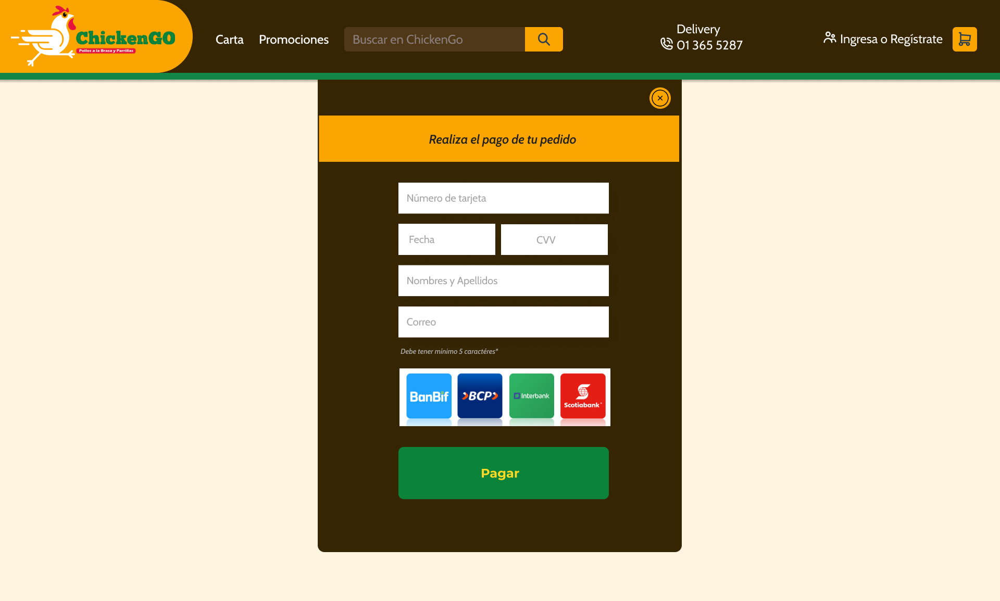 ChickenGO
Pollos a la Brasa y Parrillas
Carta
Promociones
Buscar en ChickenGo
Delivery
01 365 5287
Ingresa o Regístrate
Realiza el pago de tu pedido
Número de tarjeta
Fecha
CVV
Nombres y Apellidos
Correo
Debe tener mínimo 5 caractéres*
BanBif
BCP
Interbank
Scotiabank
Pagar